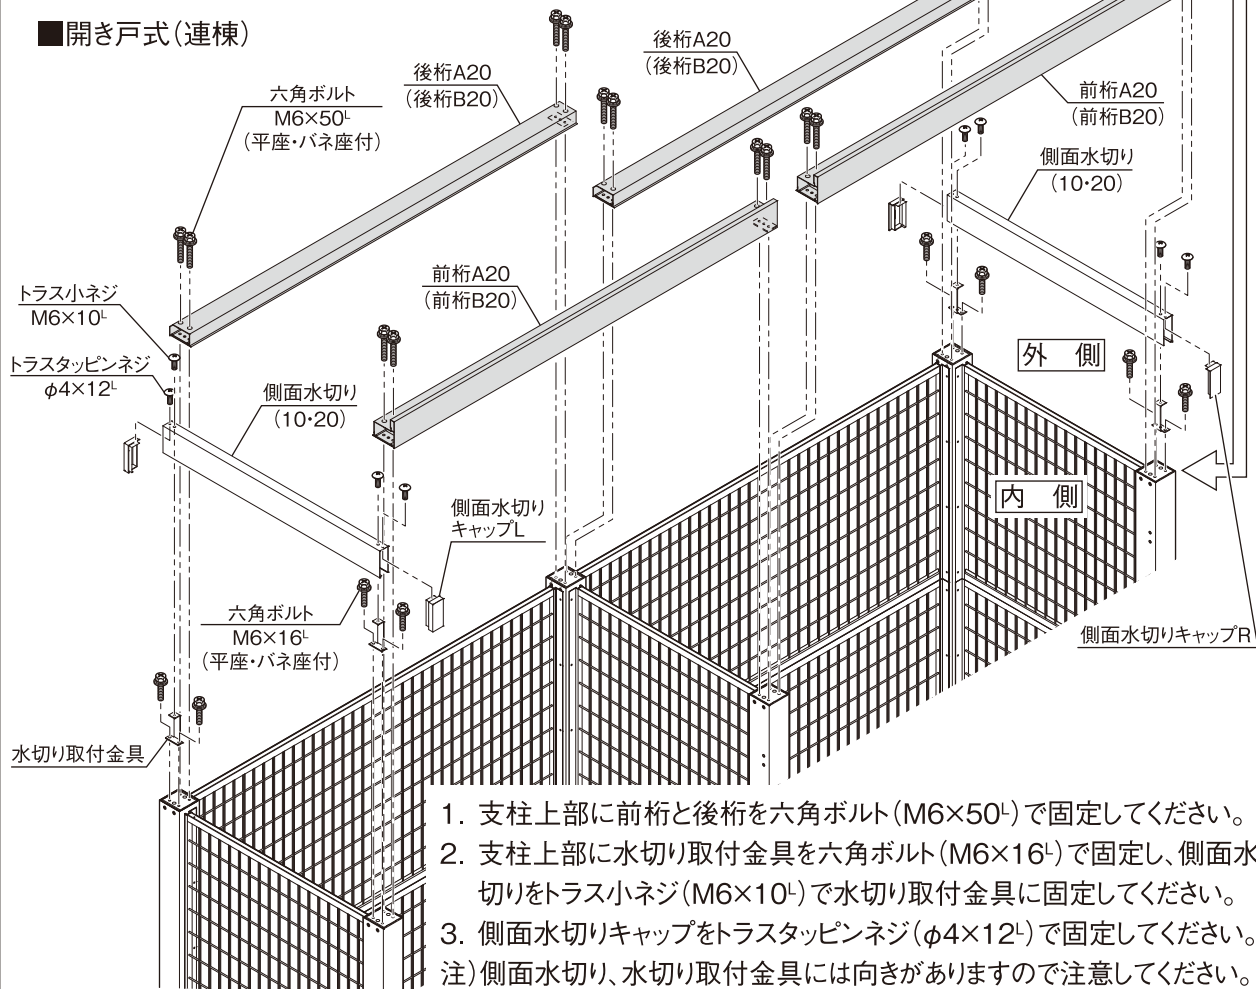 ■開き戸式(連棟)
後桁A20
(後桁B20)
後桁A20
(後桁B20)
六角ボルト
M6×50ᴸ
(平座・バネ座付)
前桁A20
(前桁B20)
側面水切り
(10・20)
前桁A20
(前桁B20)
トラス小ネジ
M6×10ᴸ
トラスタッピンネジ
φ4×12ᴸ
側面水切り
(10・20)
外 側
内 側
側面水切り
キャップL
六角ボルト
M6×16ᴸ
(平座・バネ座付)
側面水切りキャップR
水切り取付金具
1. 支柱上部に前桁と後桁を六角ボルト(M6×50ᴸ)で固定してください。
2. 支柱上部に水切り取付金具を六角ボルト(M6×16ᴸ)で固定し、側面水
切りをトラス小ネジ(M6×10ᴸ)で水切り取付金具に固定してください。
3. 側面水切りキャップをトラスタッピンネジ(φ4×12ᴸ)で固定してください。
注)側面水切り、水切り取付金具には向きがありますので注意してください。